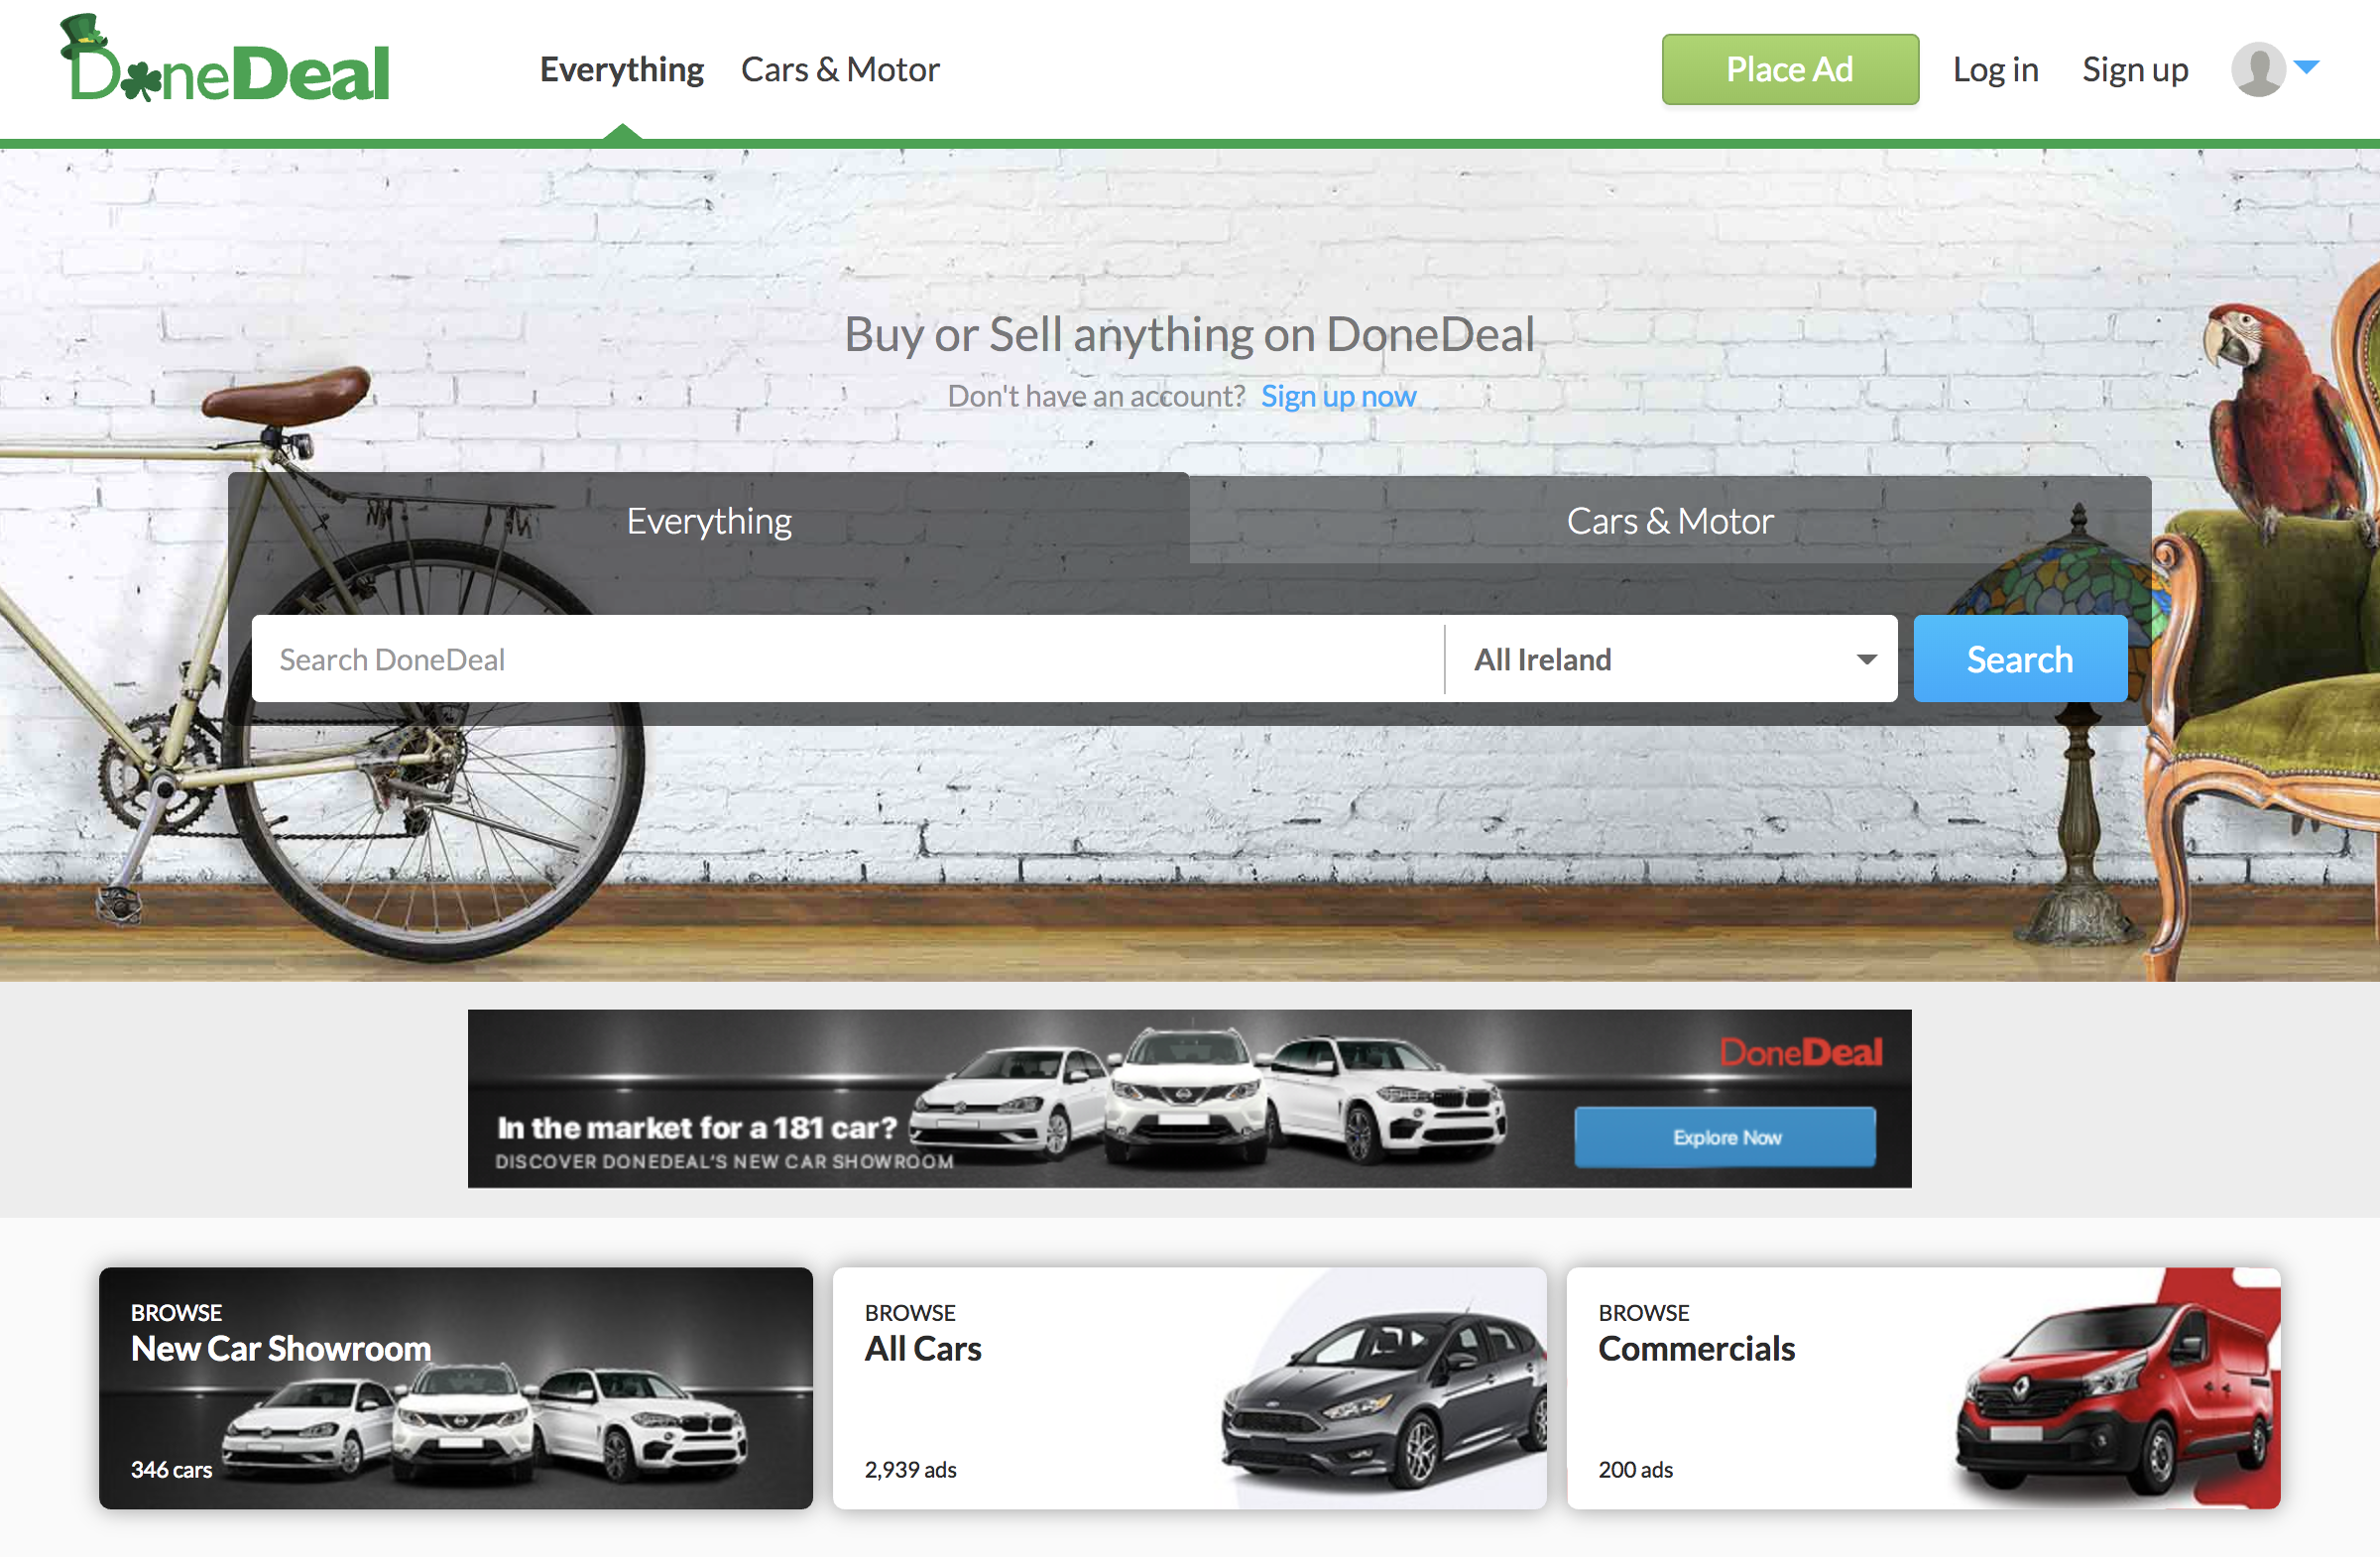 DoneDeal
Everything
Cars & Motor
Place Ad
Log in
Sign up
Buy or Sell anything on DoneDeal
Don't have an account? Sign up now
Everything
Cars & Motor
Search DoneDeal
All Ireland
Search
DoneDeal
In the market for a 181 car?
DISCOVER DONEDEAL'S NEW CAR SHOWROOM
Explore Now
BROWSE
New Car Showroom
346 cars
BROWSE
All Cars
2,939 ads
BROWSE
Commercials
200 ads